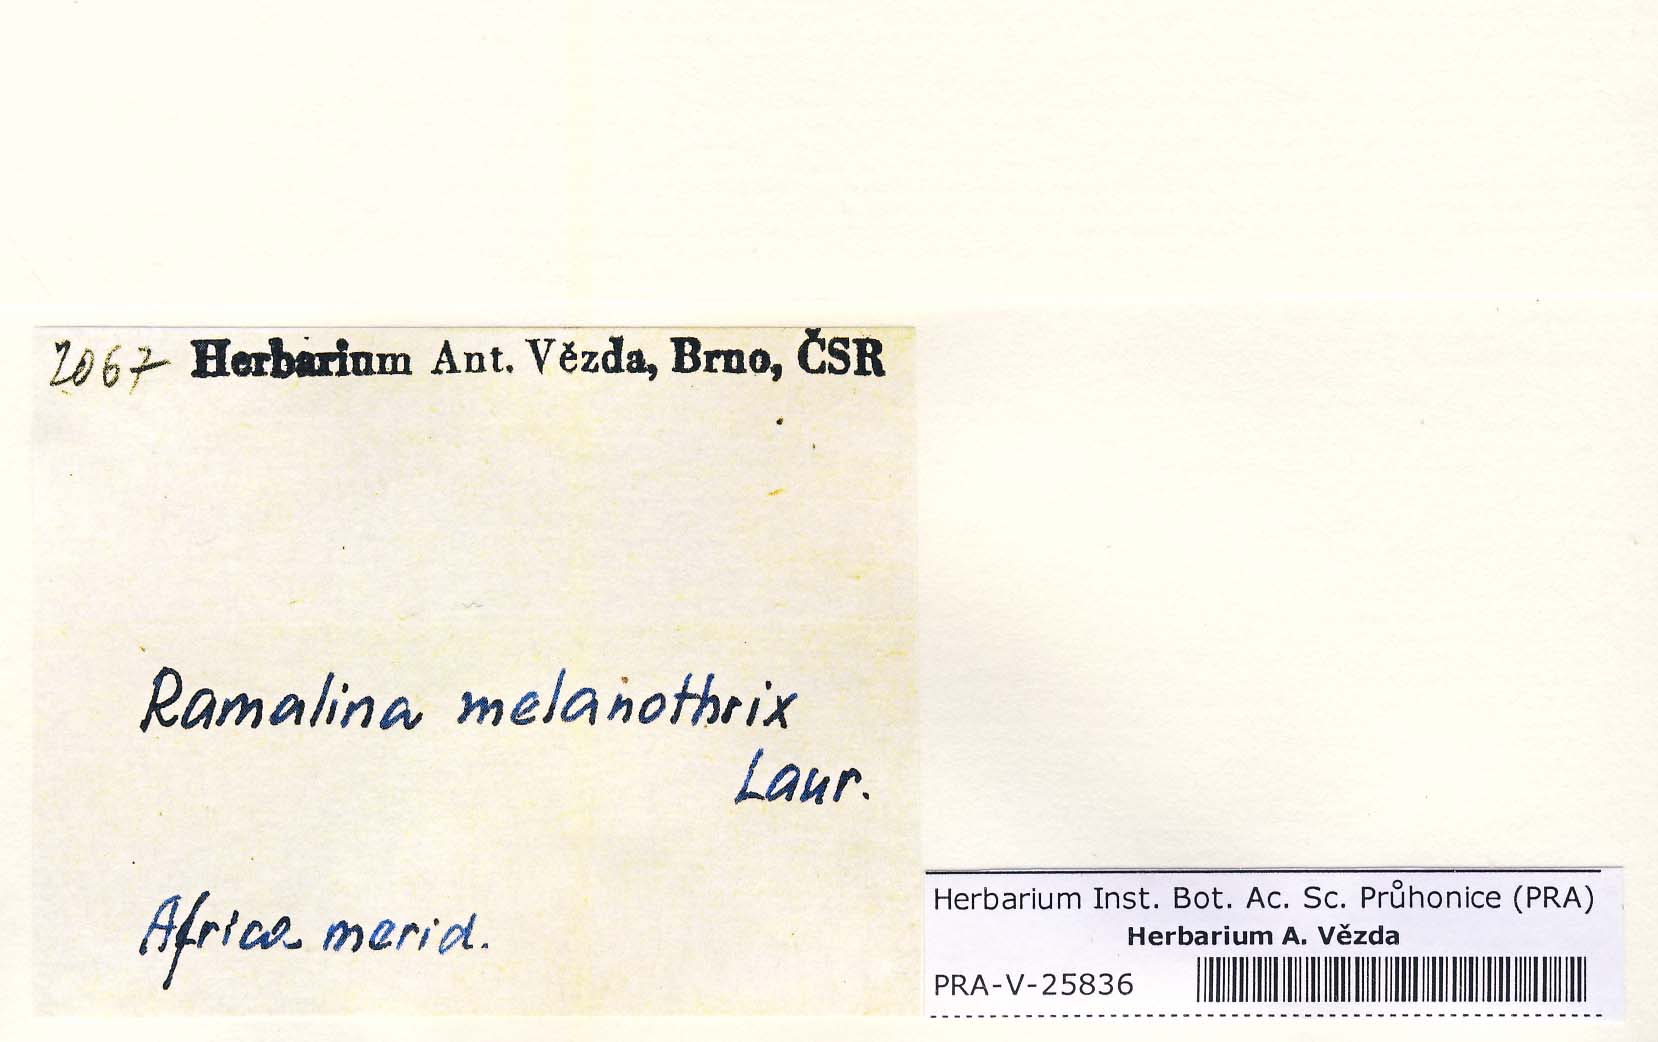 2067 Herbarium Ant. Vězda, Brno, ČSR
Ramalina melanothrix
Laur.
Africa merid.
Herbarium Inst. Bot. Ac. Sc. Průhonice (PRA)
Herbarium A. Vězda
PRA-V-25836